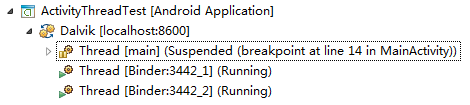 ActivityThreadTest [Android Application]
Dalvik [localhost:8600]
Thread [main] (Suspended (breakpoint at line 14 in MainActivity))
Thread [Binder:3442_1] (Running)
Thread [Binder:3442_2] (Running)